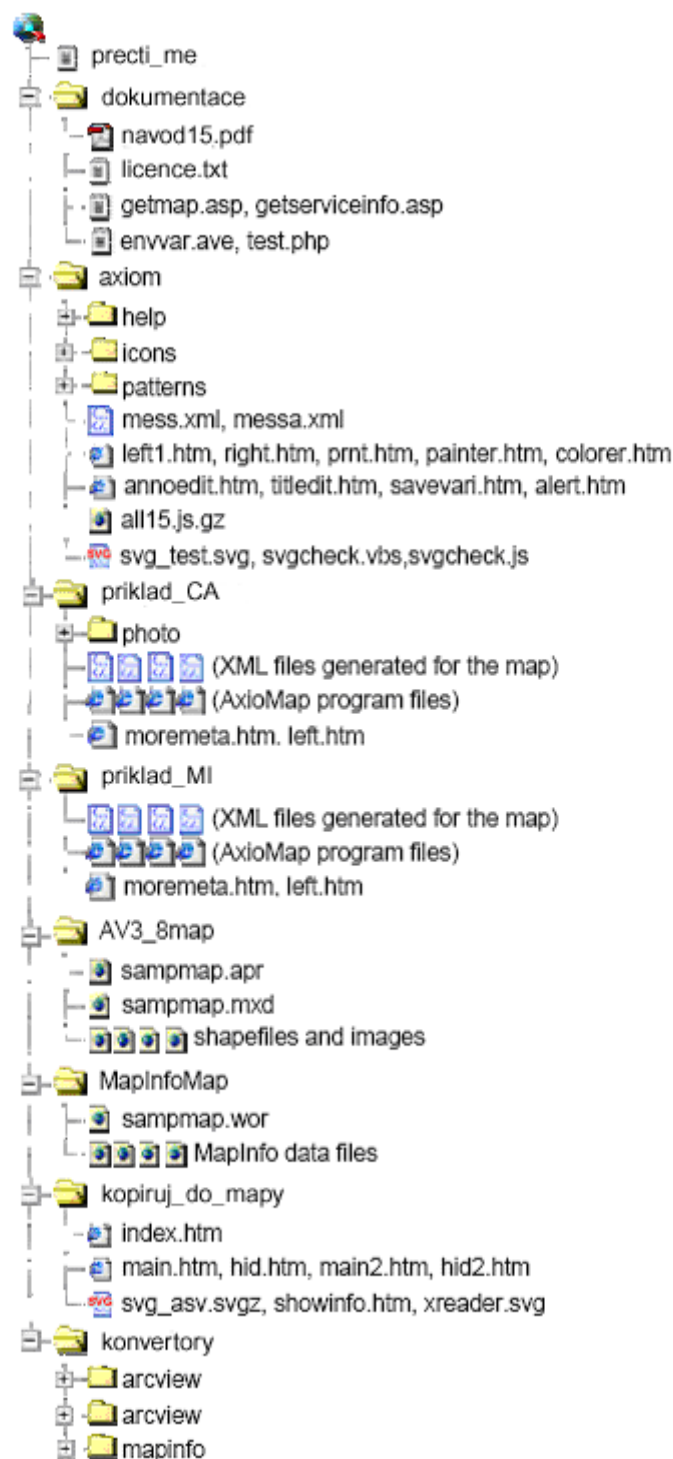 precti_me
dokumentace
navod15.pdf
licence.txt
getmap.asp, getserviceinfo.asp
envvar.ave, test.php
axiom
help
icons
patterns
mess.xml, messa.xml
left1.htm, right.htm, prnt.htm, painter.htm, colorer.htm
annoedit.htm, titledit.htm, savevari.htm, alert.htm
all15.js.gz
svg_test.svg, svgcheck.vbs,svgcheck.js
priklad_CA
photo
(XML files generated for the map)
(AxioMap program files)
moremeta.htm. left.htm
priklad_MI
(XML files generated for the map)
(AxioMap program files)
moremeta.htm, left.htm
AV3_8map
sampmap.apr
sampmap.mxd
shapefiles and images
MapInfoMap
sampmap.wor
MapInfo data files
kopiruj_do_mapy
index.htm
main.htm, hid.htm, main2.htm, hid2.htm
svg_asv.svgz, showinfo.htm, xreader.svg
konvertory
arcview
arcview
mapinfo